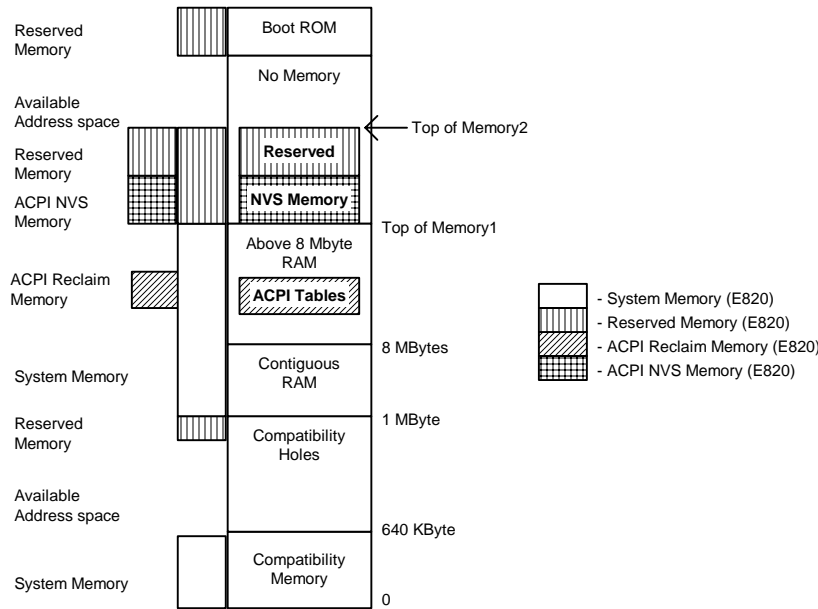 Reserved
Memory
Boot ROM
No Memory
Available
Address space
Top of Memory2
Reserved
Memory
Reserved
ACPI NVS
Memory
NVS Memory
Top of Memory1
Above 8 Mbyte
RAM
ACPI Reclaim
Memory
ACPI Tables
- System Memory (E820)
- Reserved Memory (E820)
- ACPI Reclaim Memory (E820)
- ACPI NVS Memory (E820)
8 MBytes
System Memory
Contiguous
RAM
1 MByte
Reserved
Memory
Compatibility
Holes
Available
Address space
640 KByte
System Memory
Compatibility
Memory
0